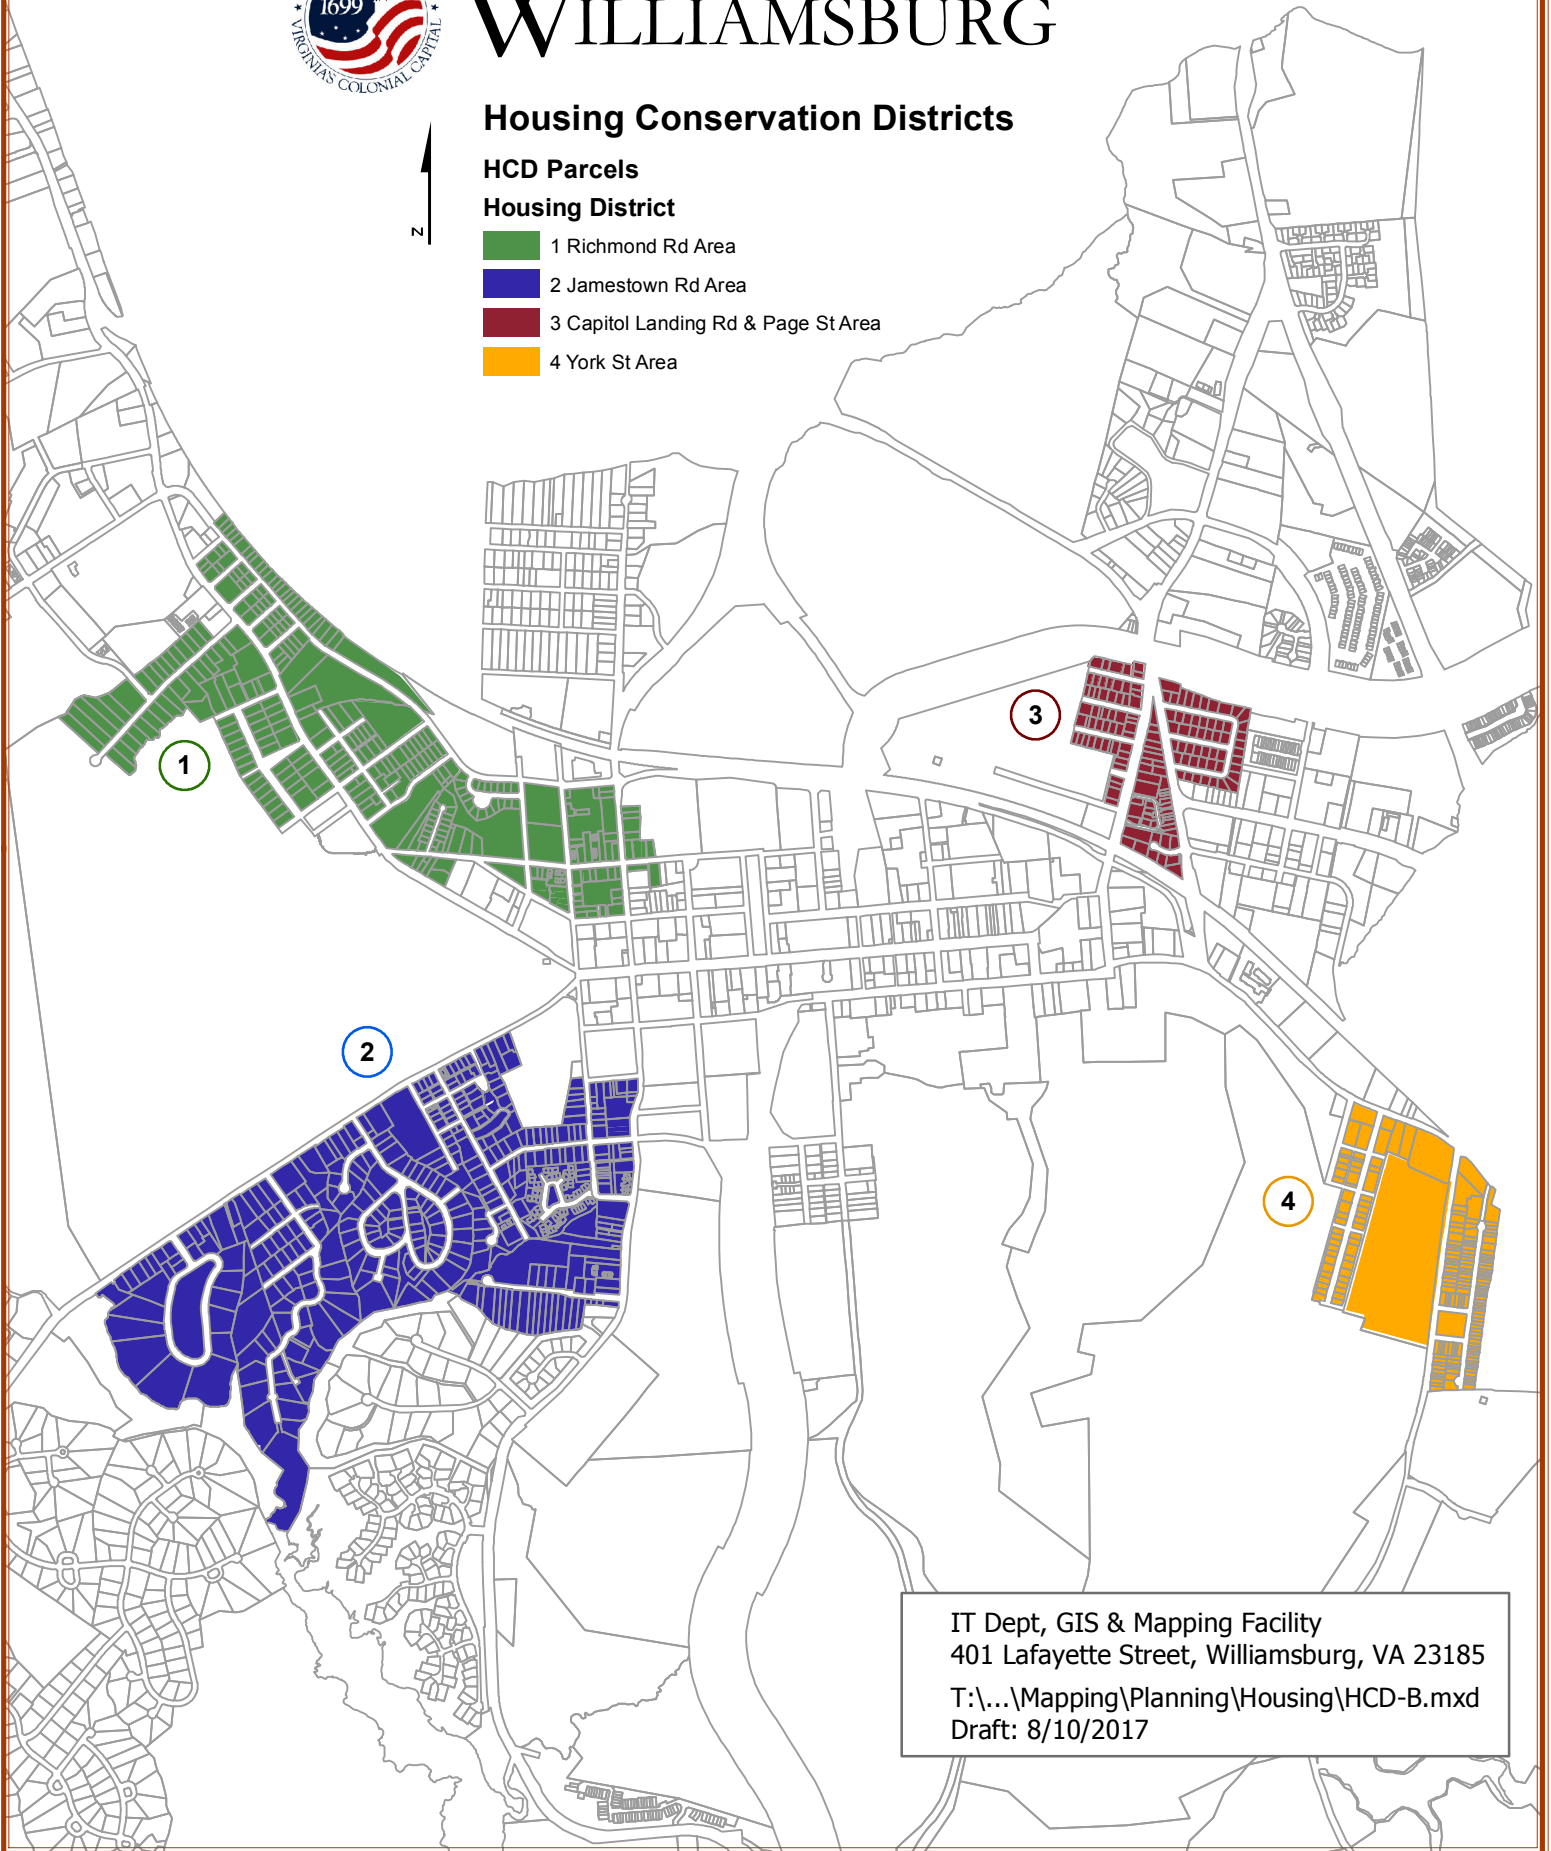 1699
VIRGINIA'S COLONIAL CAPITAL
WILLIAMSBURG
Housing Conservation Districts
HCD Parcels
Housing District
1 Richmond Rd Area
2 Jamestown Rd Area
3 Capitol Landing Rd & Page St Area
4 York St Area
z
3
1
2
4
IT Dept, GIS & Mapping Facility
401 Lafayette Street, Williamsburg, VA 23185
T:\...\Mapping\Planning\Housing\HCD-B.mxd
Draft: 8/10/2017